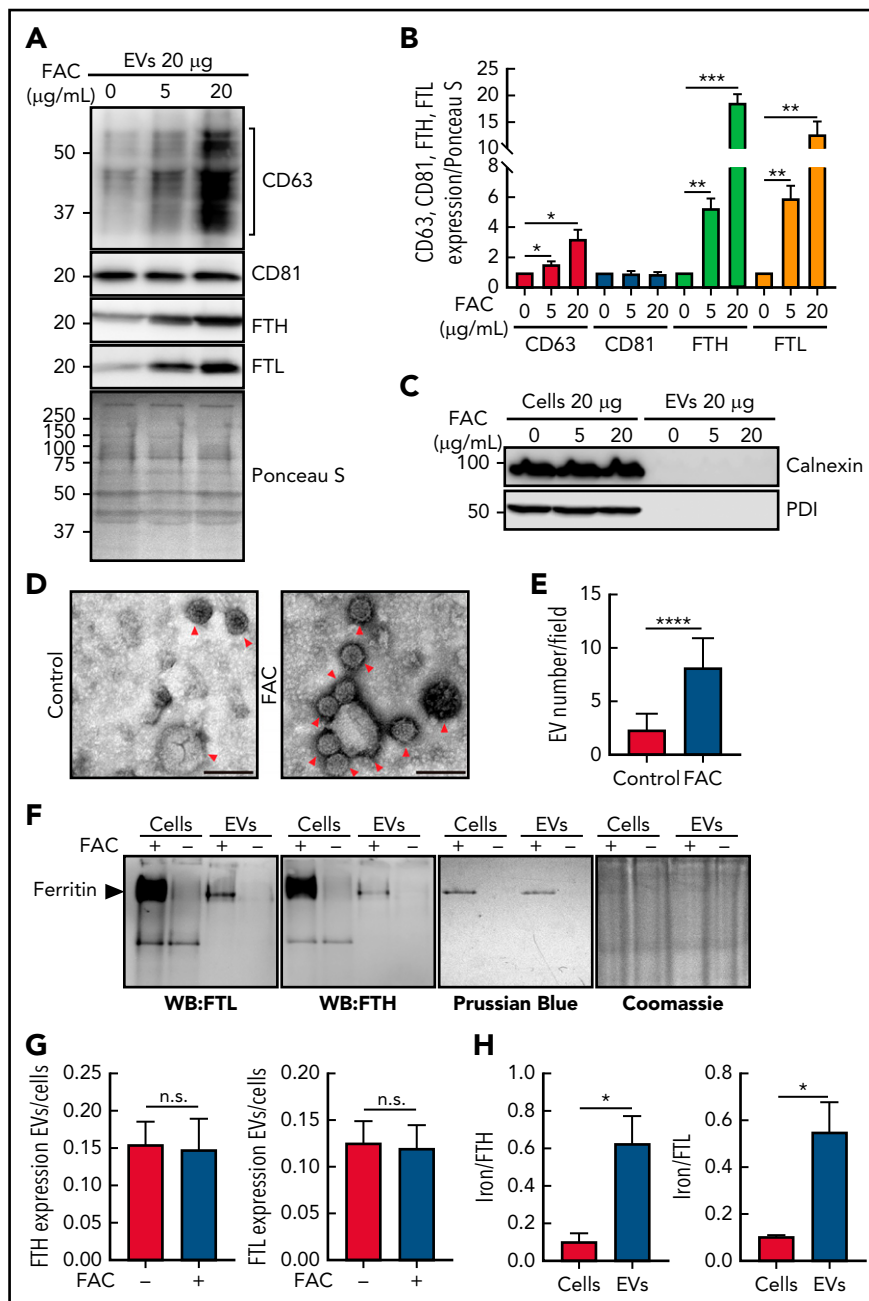 A
EVs 20 μg
FAC
(μg/mL)
0 5 20
50
37
CD63
20
CD81
20
FTH
20
FTL
250
150
100
75
50
37
Ponceau S
B
CD63, CD81, FTH, FTL
expression/Ponceau S
25
20
15
10
8
6
4
2
0
* * ** *** ** **
FAC
(μg/mL)
0 5 20 0 5 20 0 5 20 0 5 20
CD63 CD81 FTH FTL
C
Cells 20 μg EVs 20 μg
FAC
(μg/mL)
0 5 20 0 5 20
100
Calnexin
50
PDI
D
Control
FAC
E
EV number/field
15
10
5
0
****
Control FAC
F
Cells EVs Cells EVs Cells EVs Cells EVs
FAC + – + – + – + – + – + – + – + –
Ferritin
WB:FTL WB:FTH Prussian Blue Coomassie
G
FTH expression EVs/cells
0.25
0.20
0.15
0.10
0.05
0.00
n.s.
FAC – +
FTL expression EVs/cells
0.20
0.15
0.10
0.05
0.00
n.s.
FAC – +
H
Iron/FTH
1.0
0.8
0.6
0.4
0.2
0.0
*
Cells EVs
Iron/FTL
0.8
0.6
0.4
0.2
0.0
*
Cells EVs